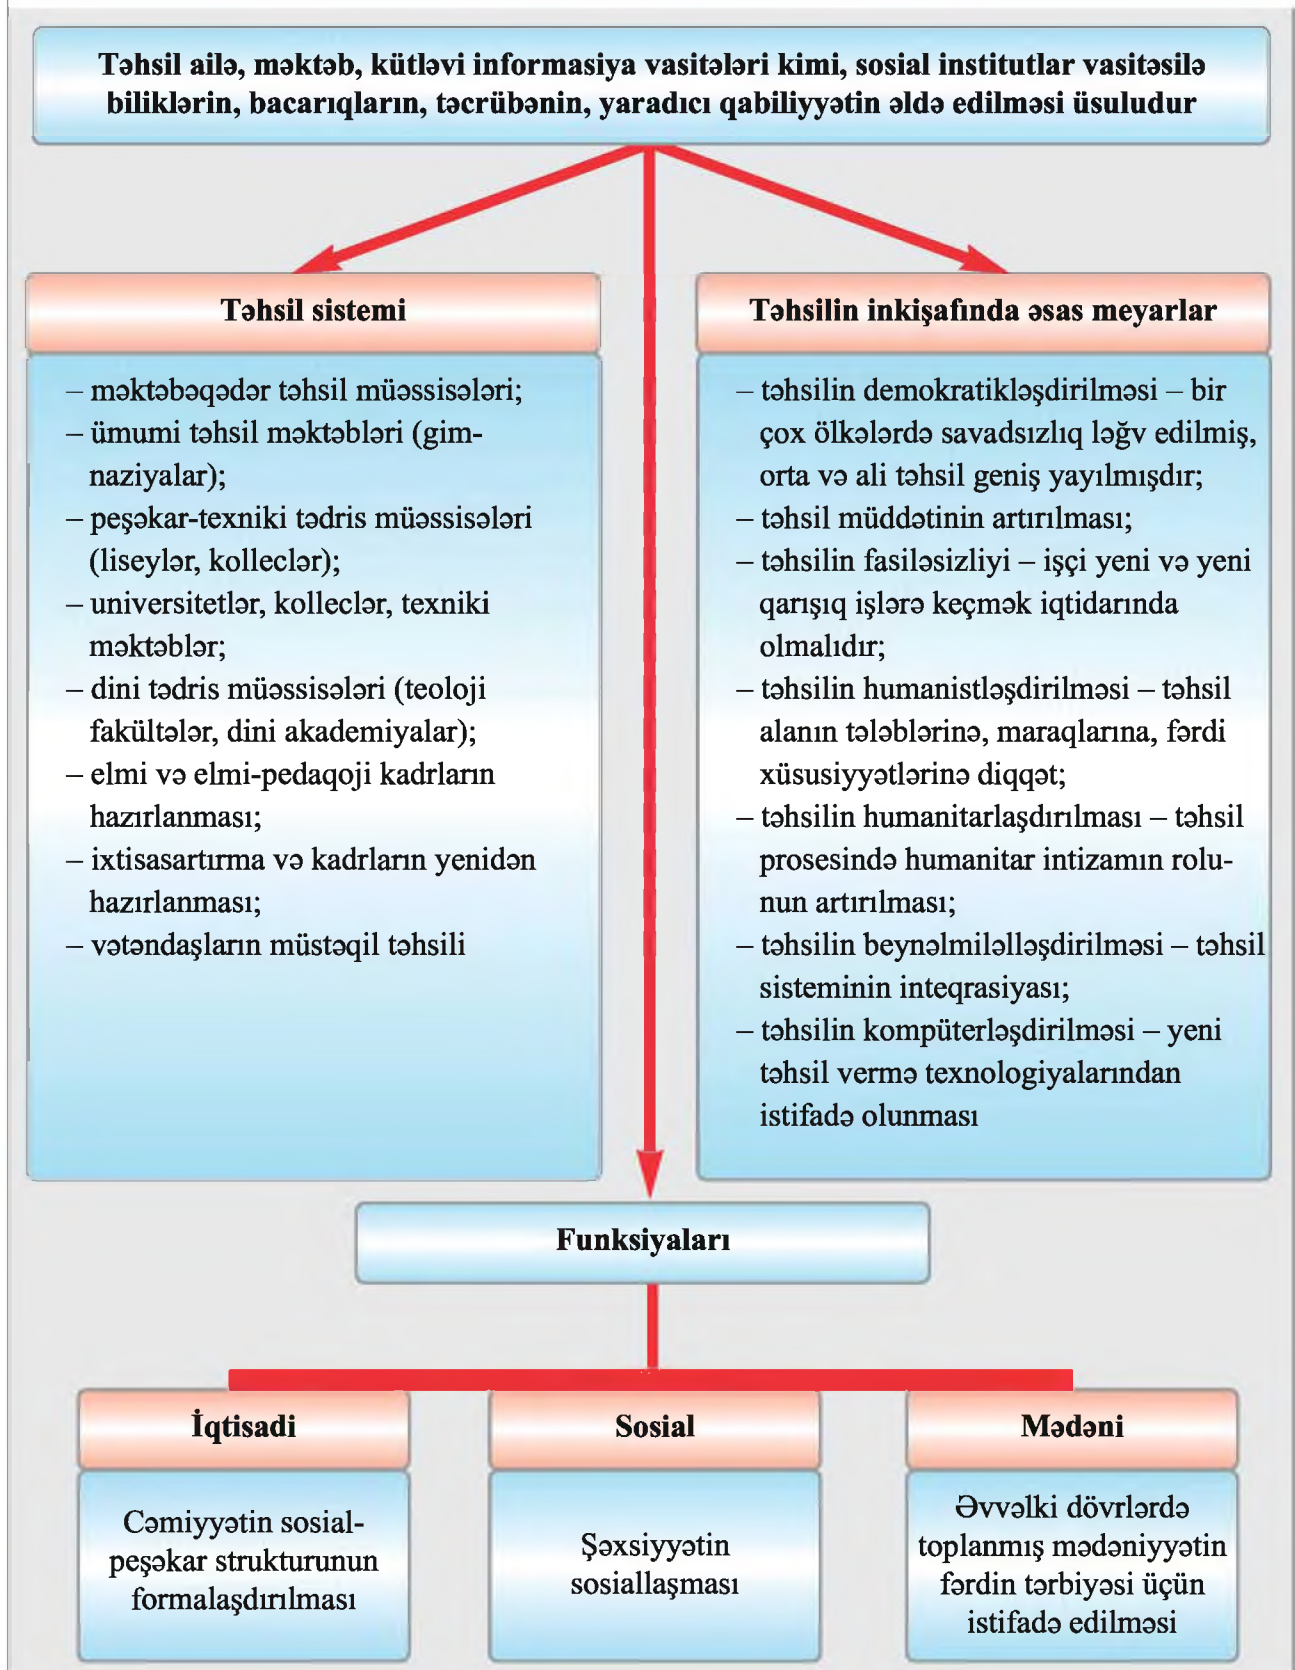 Təhsil ailə, məktəb, kütləvi informasiya vasitələri kimi, sosial institutlar vasitəsilə
biliklərin, bacarıqların, təcrübənin, yaradıcı qabiliyyətin əldə edilməsi üsuludur
Təhsil sistemi
– məktəbəqədər təhsil müəssisələri;
– ümumi təhsil məktəbləri (gim-
naziyalar);
– peşəkar-texniki tədris müəssisələri
(liseylər, kolleclər);
– universitetlər, kolleclər, texniki
məktəblər;
– dini tədris müəssisələri (teoloji
fakültələr, dini akademiyalar);
– elmi və elmi-pedaqoji kadrların
hazırlanması;
– ixtisasartırma və kadrların yenidən
hazırlanması;
– vətəndaşların müstəqil təhsili
Təhsilin inkişafında əsas meyarlar
– təhsilin demokratikləşdirilməsi – bir
çox ölkələrdə savadsızlıq ləğv edilmiş,
orta və ali təhsil geniş yayılmışdır;
– təhsil müddətinin artırılması;
– təhsilin fasiləsizliyi – işçi yeni və yeni
qarışıq işlərə keçmək iqtidarında
olmalıdır;
– təhsilin humanistləşdirilməsi – təhsil
alanın tələblərinə, maraqlarına, fərdi
xüsusiyyətlərinə diqqət;
– təhsilin humanitarlaşdırılması – təhsil
prosesində humanitar intizamın rolu-
nun artırılması;
– təhsilin beynəlmiləlləşdirilməsi – təhsil
sisteminin inteqrasiyası;
– təhsilin kompüterləşdirilməsi – yeni
təhsil vermə texnologiyalarından
istifadə olunması
Funksiyaları
İqtisadi
Cəmiyyətin sosial-
peşəkar strukturunun
formalaşdırılması
Sosial
Şəxsiyyətin
sosiallaşması
Mədəni
Əvvəlki dövrlərdə
toplanmış mədəniyyətin
fərdin tərbiyəsi üçün
istifadə edilməsi